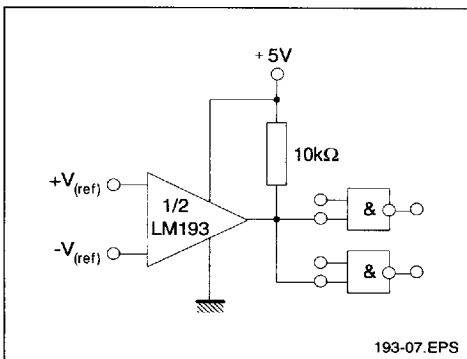 + 5V
10kΩ
+V(ref)
1/2
LM193
-V(ref)
&
&
193-07.EPS